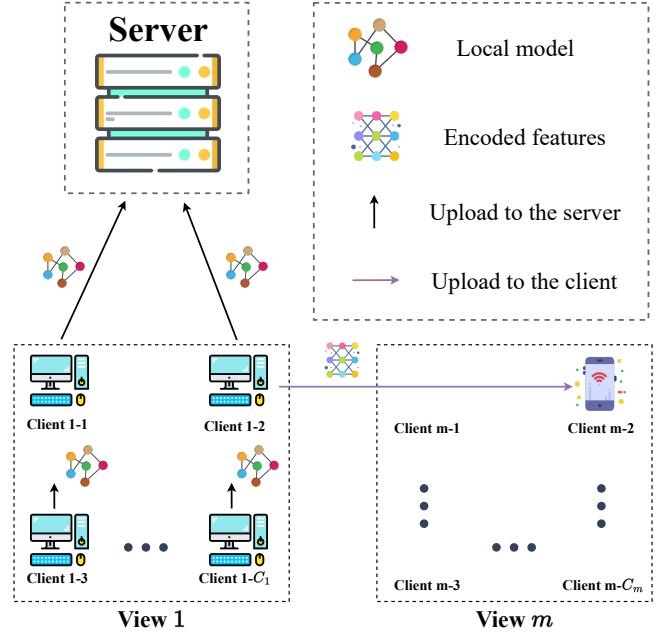 Server
Local model
Encoded features
Upload to the server
Upload to the client
Client 1-1
Client 1-2
Client m-1
Client m-2
Client 1-3
Client 1-C₁
Client m-3
Client m-Cₘ
View 1
View m